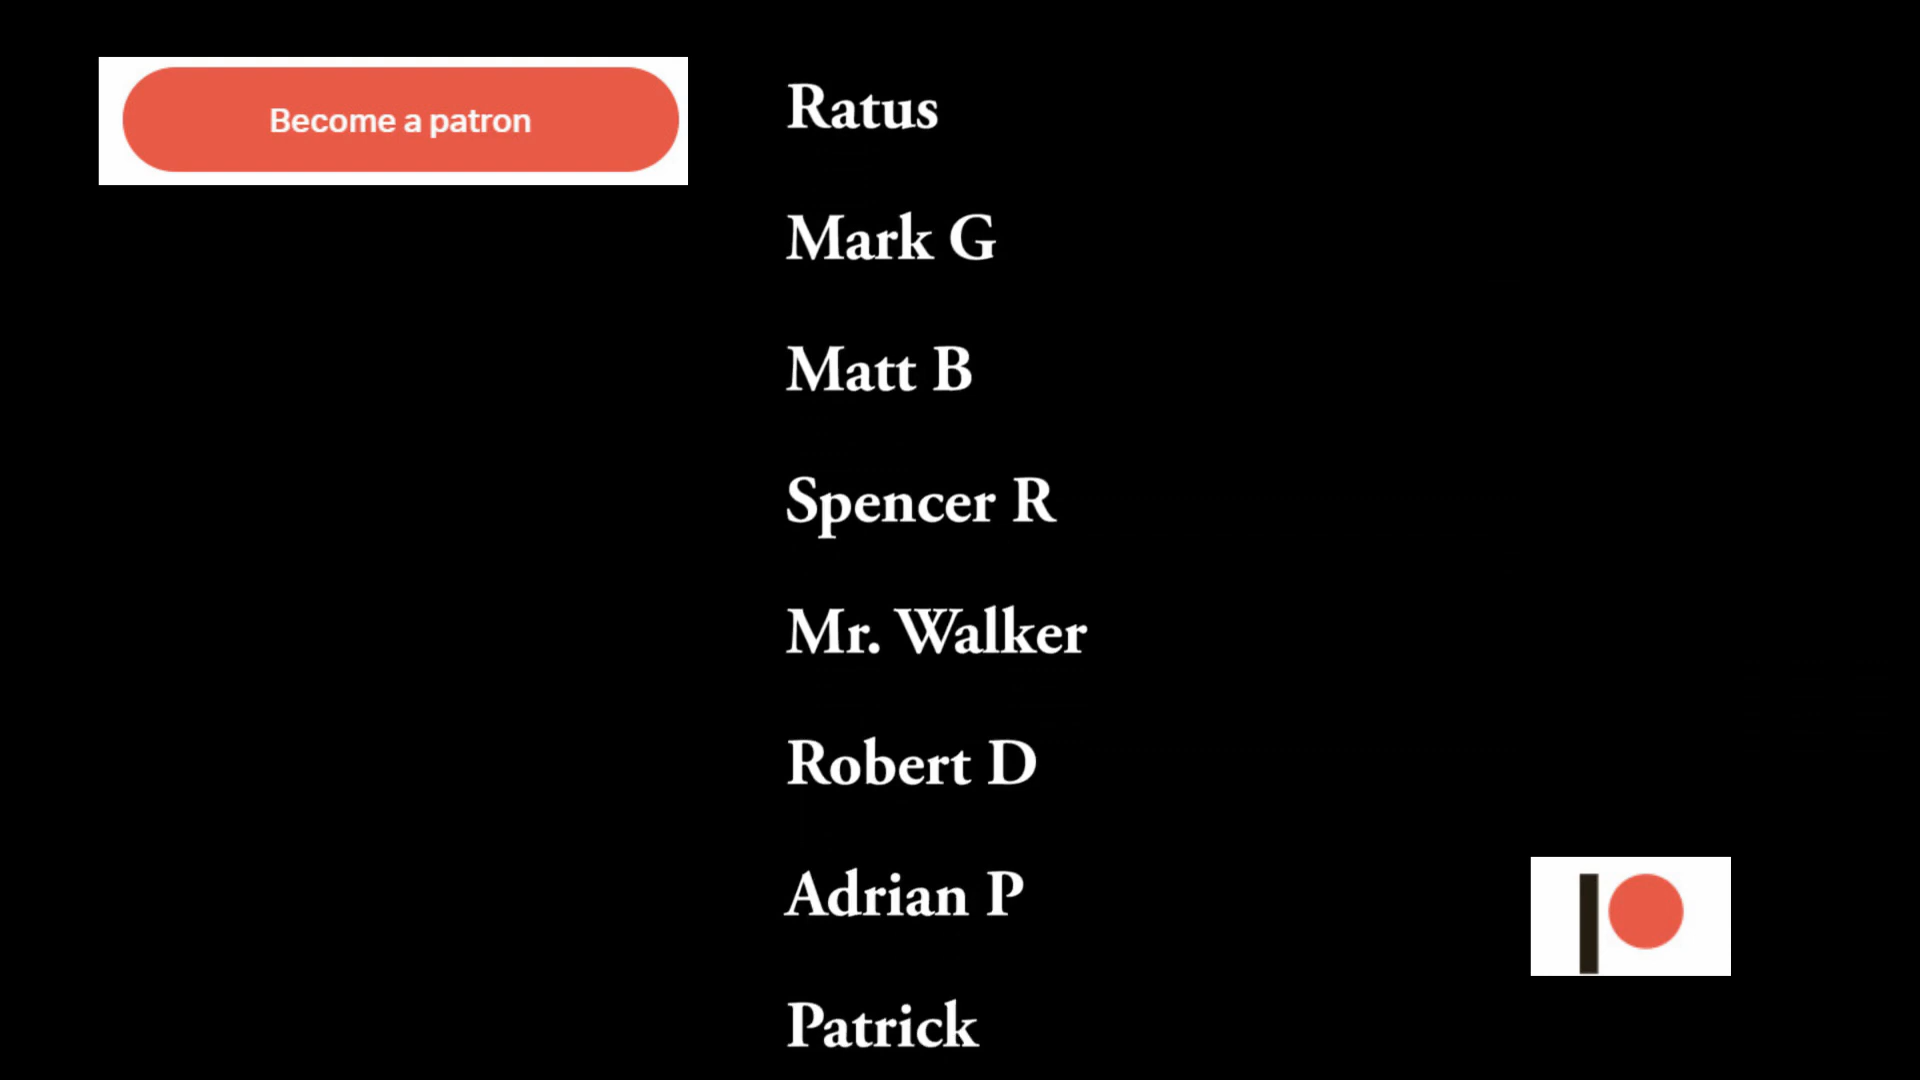 Become a patron
Ratus
Mark G
Matt B
Spencer R
Mr. Walker
Robert D
Adrian P
Patrick